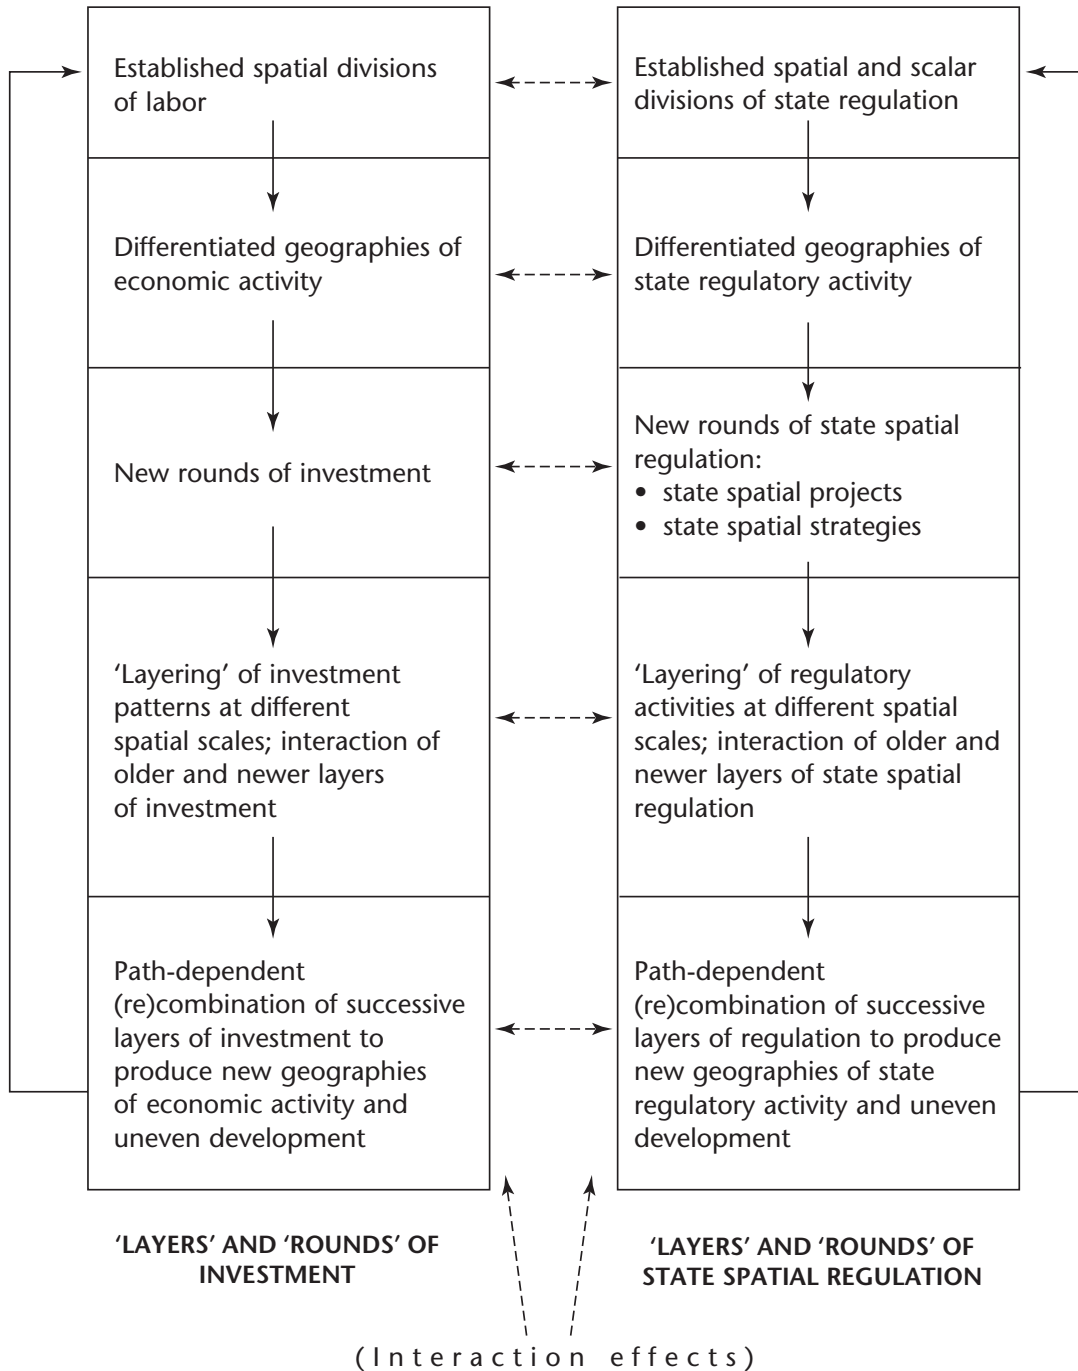 Established spatial divisions
of labor
Differentiated geographies of
economic activity
New rounds of investment
‘Layering’ of investment
patterns at different
spatial scales; interaction of
older and newer layers
of investment
Path-dependent
(re)combination of successive
layers of investment to
produce new geographies
of economic activity and
uneven development
‘LAYERS’ AND ‘ROUNDS’ OF
INVESTMENT
Established spatial and scalar
divisions of state regulation
Differentiated geographies of
state regulatory activity
New rounds of state spatial
regulation:
• state spatial projects
• state spatial strategies
‘Layering’ of regulatory
activities at different spatial
scales; interaction of older and
newer layers of state spatial
regulation
Path-dependent
(re)combination of successive
layers of regulation to produce
new geographies of state
regulatory activity and uneven
development
‘LAYERS’ AND ‘ROUNDS’ OF
STATE SPATIAL REGULATION
(Interaction effects)